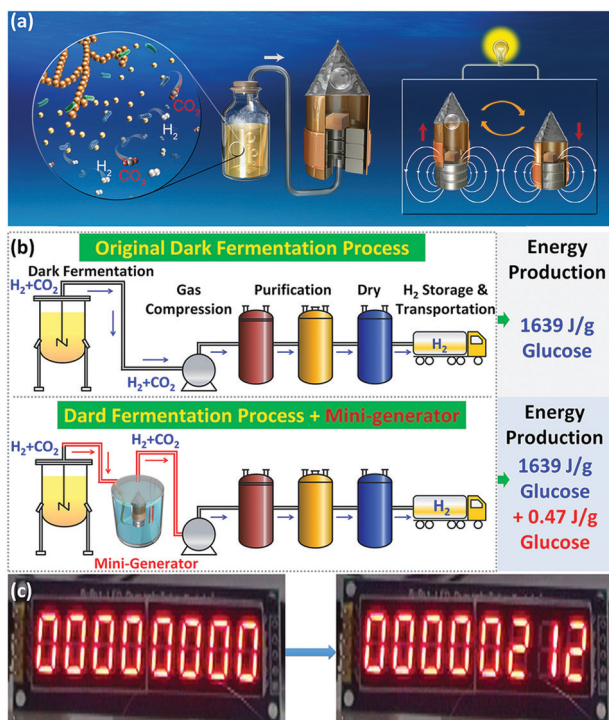 (a)
CO2
H2
H2
CO2
(b)
Original Dark Fermentation Process
Dark Fermentation
H2+CO2
Gas
Compression
Purification
Dry
H2 Storage &
Transportation
H2+CO2
H2
Energy
Production
1639 J/g
Glucose
Dard Fermentation Process + Mini-generator
H2+CO2
H2+CO2
Mini-Generator
H2
Energy
Production
1639 J/g
Glucose
+ 0.47 J/g
Glucose
(c)
00000000
00000212